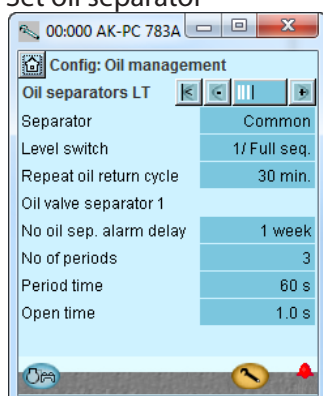 Set oil separator
00:000 AK-PC 783A
Config: Oil management
Oil separators LT
Separator Common
Level switch 1/ Full seq.
Repeat oil return cycle 30 min.
Oil valve separator 1
No oil sep. alarm delay 1 week
No of periods 3
Period time 60 s
Open time 1.0 s